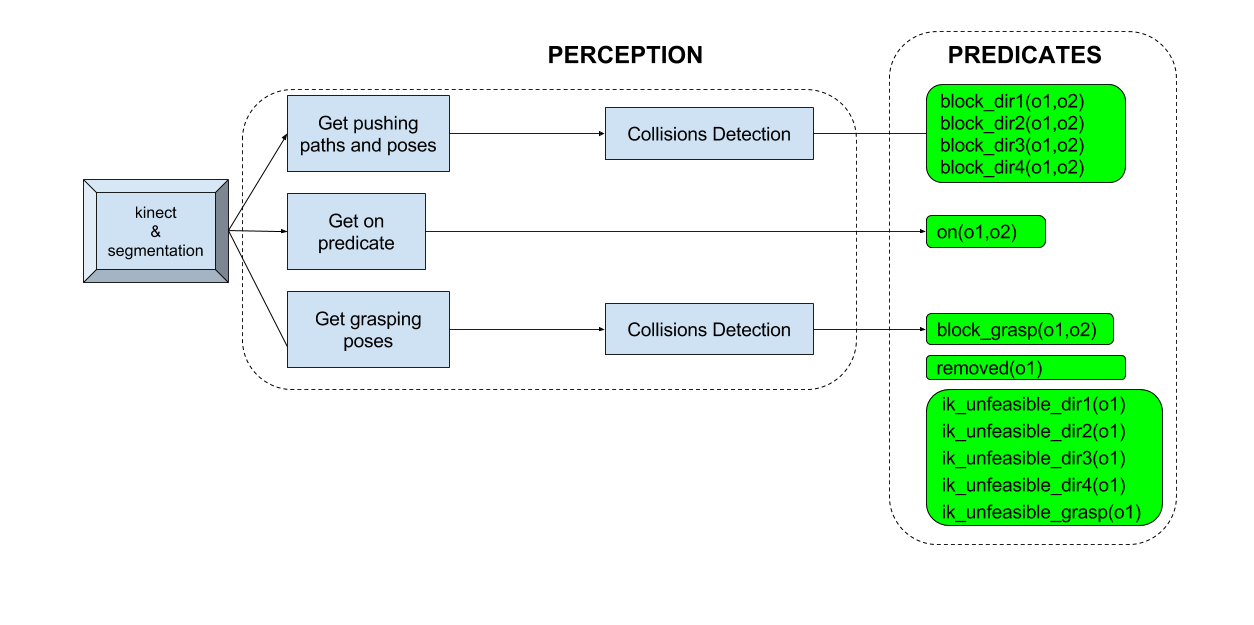 PERCEPTION
PREDICATES
kinect
&
segmentation
Get pushing
paths and poses
Collisions Detection
block_dir1(o1,o2)
block_dir2(o1,o2)
block_dir3(o1,o2)
block_dir4(o1,o2)
Get on
predicate
on(o1,o2)
Get grasping
poses
Collisions Detection
block_grasp(o1,o2)
removed(o1)
ik_unfeasible_dir1(o1)
ik_unfeasible_dir2(o1)
ik_unfeasible_dir3(o1)
ik_unfeasible_dir4(o1)
ik_unfeasible_grasp(o1)